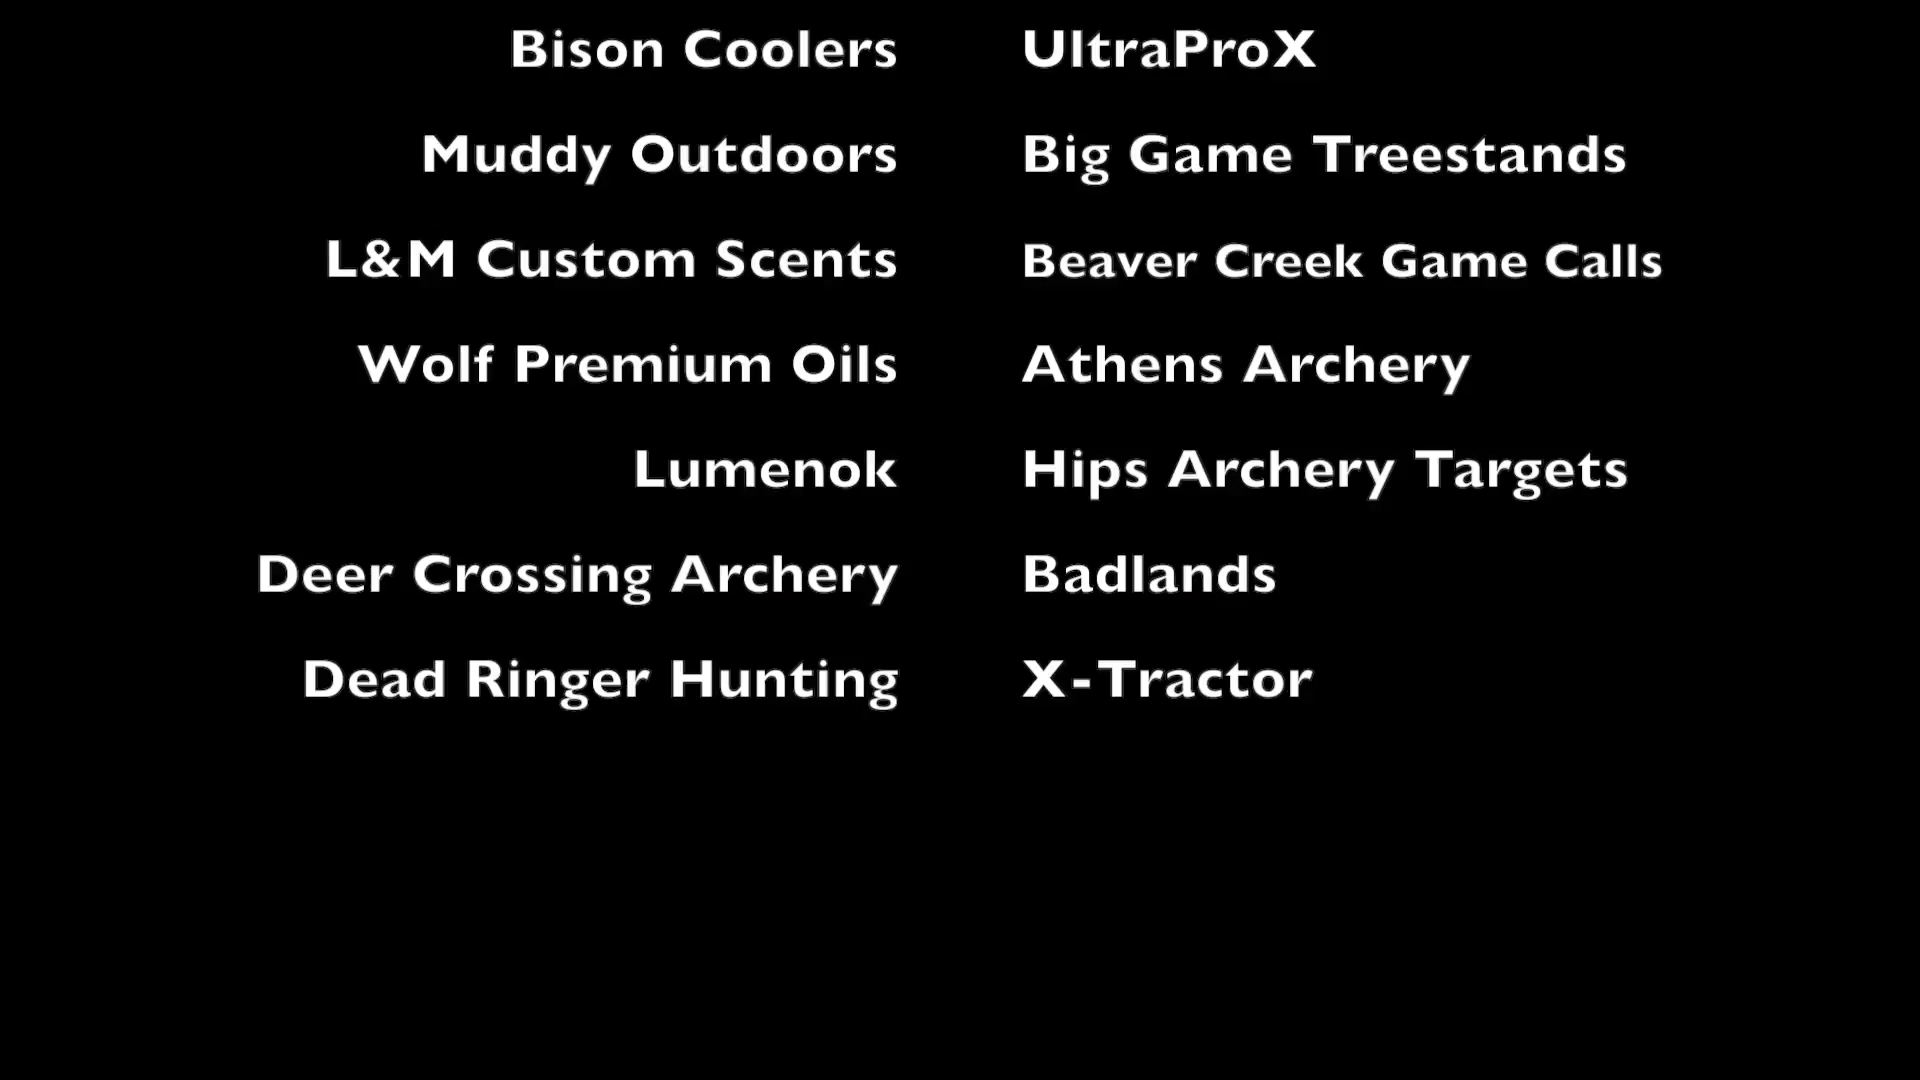 Bison Coolers UltraProX
Muddy Outdoors Big Game Treestands
L&M Custom Scents Beaver Creek Game Calls
Wolf Premium Oils Athens Archery
Lumenok Hips Archery Targets
Deer Crossing Archery Badlands
Dead Ringer Hunting X-Tractor